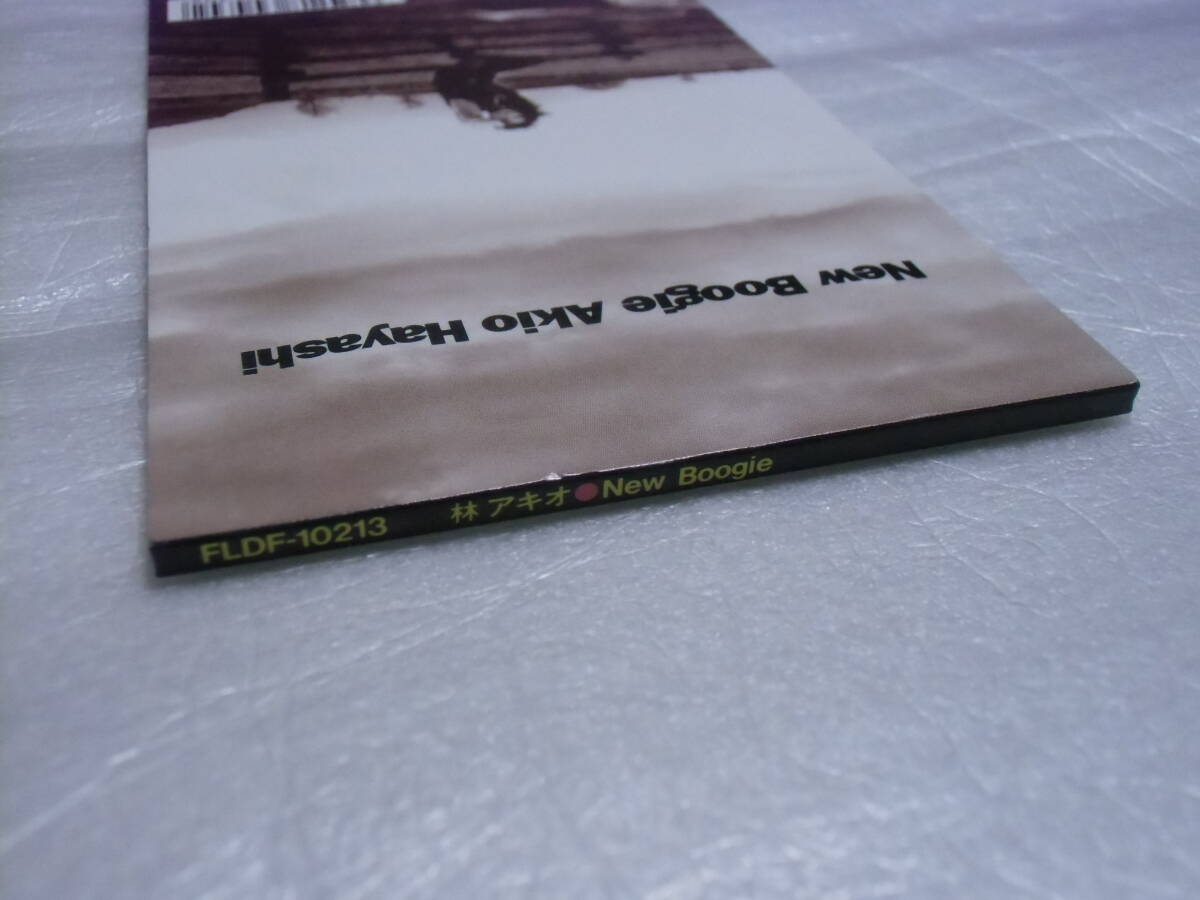 New Boogie Akio Hayashi
FLDF-10213 林アキオ●New Boogie